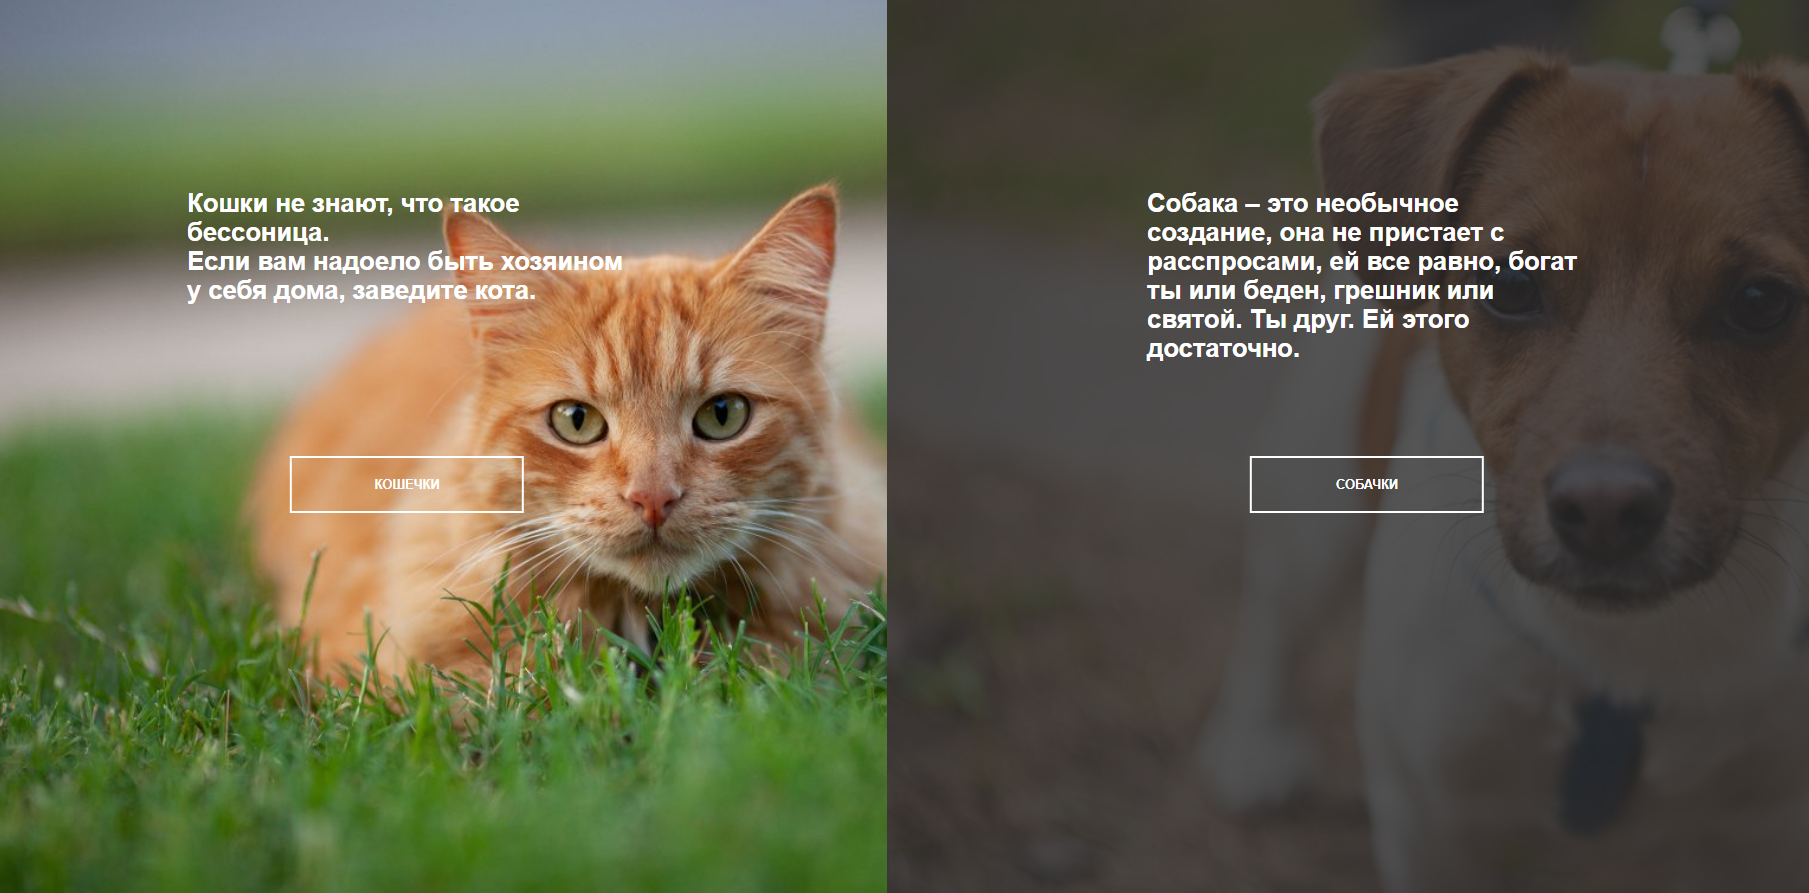 Кошки не знают, что такое
бессоница.
Если вам надоело быть хозяином
у себя дома, заведите кота.
КОШЕЧКИ
Собака – это необычное
создание, она не пристает с
расспросами, ей все равно, богат
ты или беден, грешник или
святой. Ты друг. Ей этого
достаточно.
СОБАЧКИ